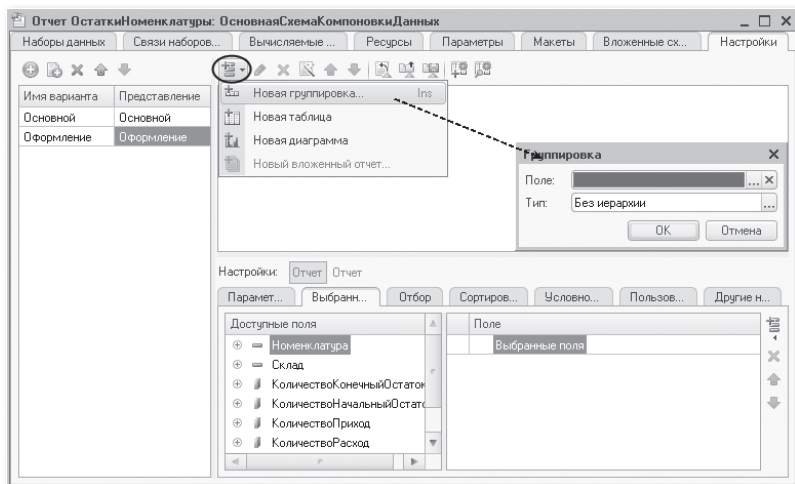 Отчет ОстаткиНоменклатуры: ОсновнаяСхемаКомпоновкиДанных
Наборы данных
Связи наборов...
Вычисляемые ...
Ресурсы
Параметры
Макеты
Вложенные сх...
Настройки
Имя варианта
Представление
Основной
Основной
Оформление
Оформление
Новая группировка...
Ins
Новая таблица
Новая диаграмма
Новый вложенный отчет...
Группировка
Поле:
Тип:
Без иерархии
...
OK
Отмена
Настройки:
Отчет
Отчет
Парамет...
Выбранн...
Отбор
Сортиров...
Условно...
Пользов...
Другие н...
Доступные поля
Номенклатура
Склад
КоличествоКонечныйОстаток
КоличествоНачальныйОстато
КоличествоПриход
КоличествоРасход
Поле
Выбранные поля